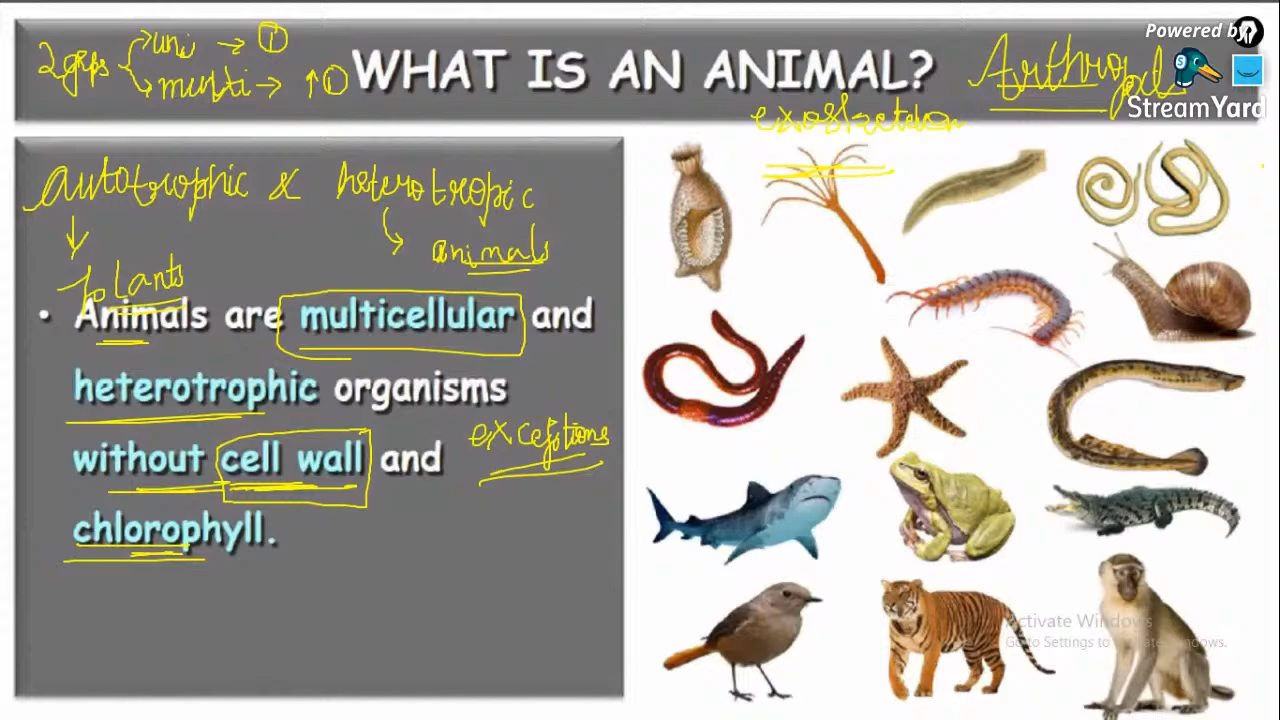 2 grps
uni → ①
multi → ↑①
WHAT IS AN ANIMAL?
Powered by
StreamYard
Arthropods
exoskeleton
autotrophic & heterotropic
plants
animals
• Animals are multicellular and
heterotrophic organisms
without cell wall and
exceptions
chlorophyll.
Activate Windows
Go to Settings to activate Windows.